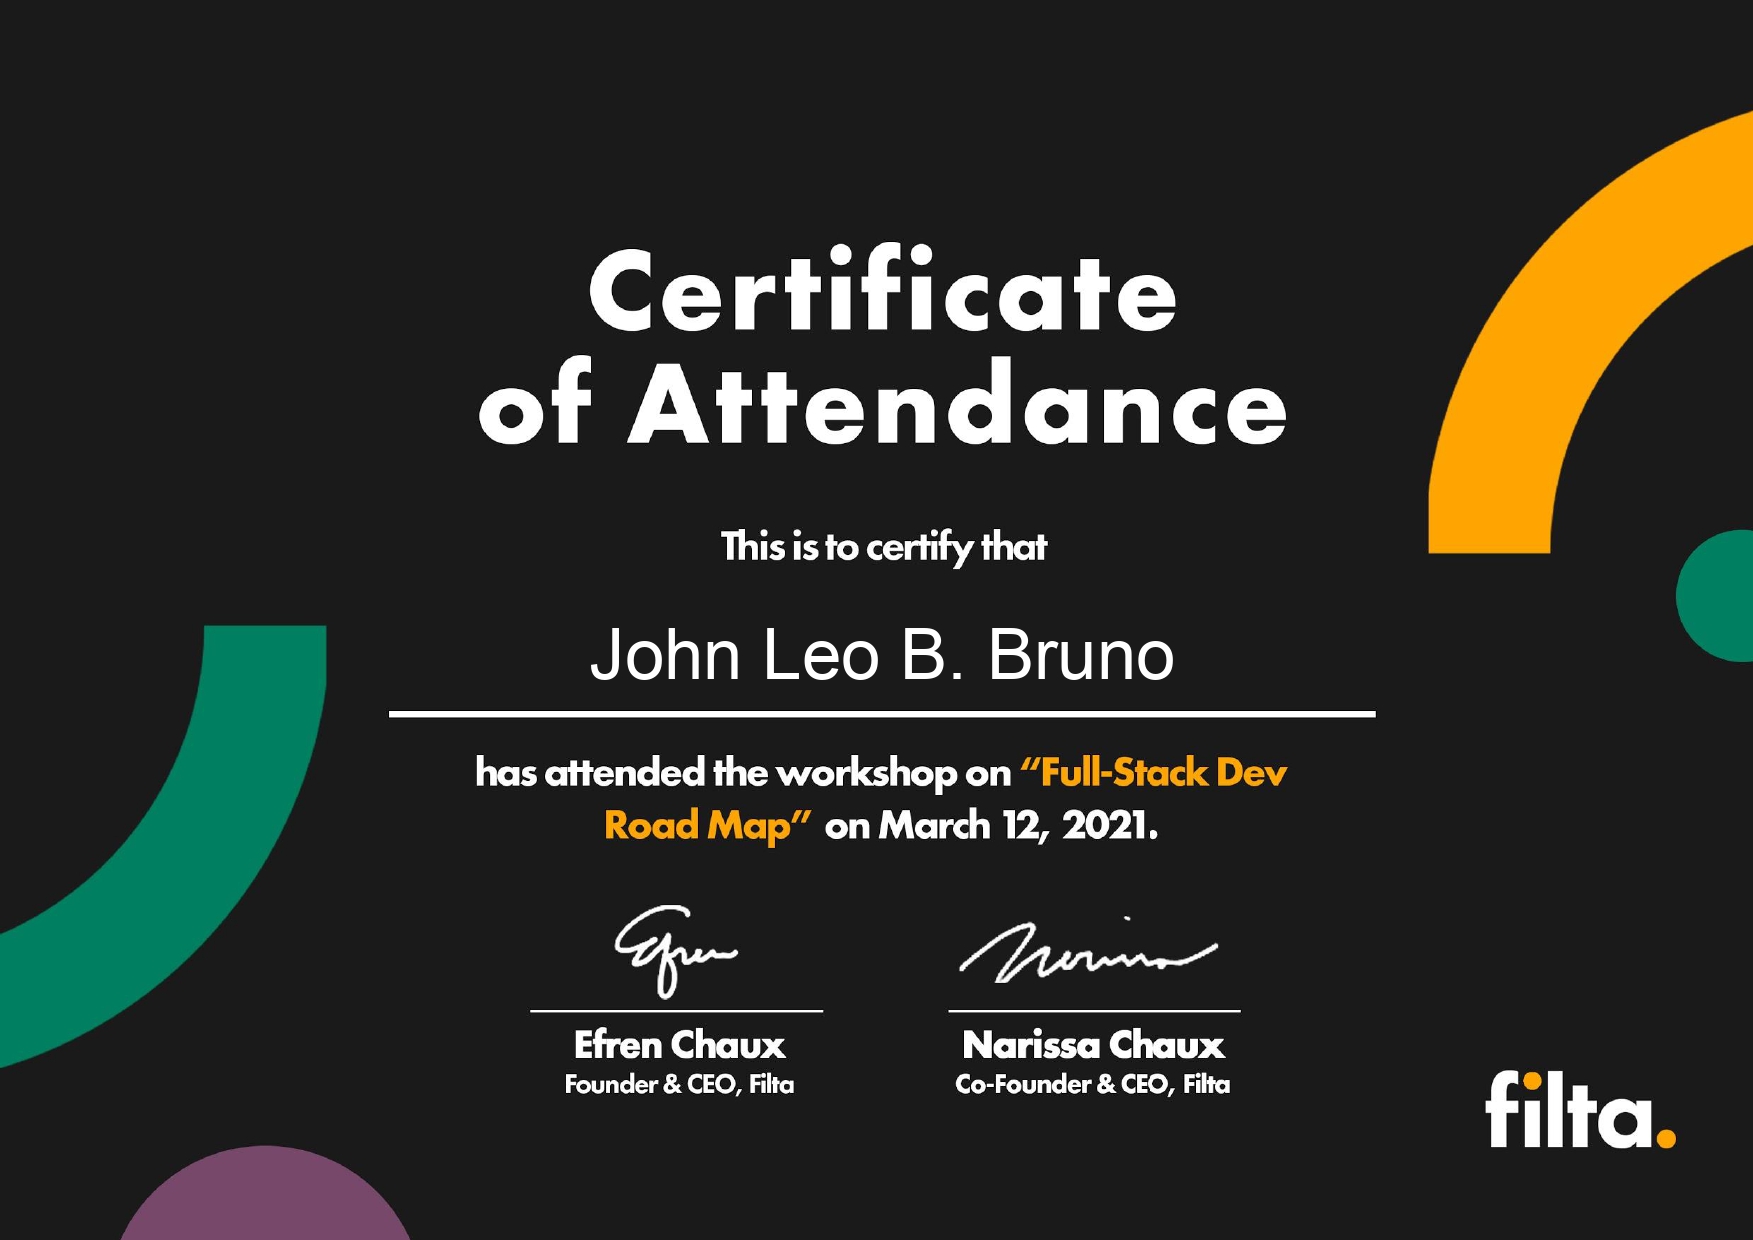 Certificate
of Attendance
This is to certify that
John Leo B. Bruno
has attended the workshop on “Full-Stack Dev
Road Map” on March 12, 2021.
Efren
Narissa
Efren Chaux
Narissa Chaux
Founder & CEO, Filta
Co-Founder & CEO, Filta
filta.